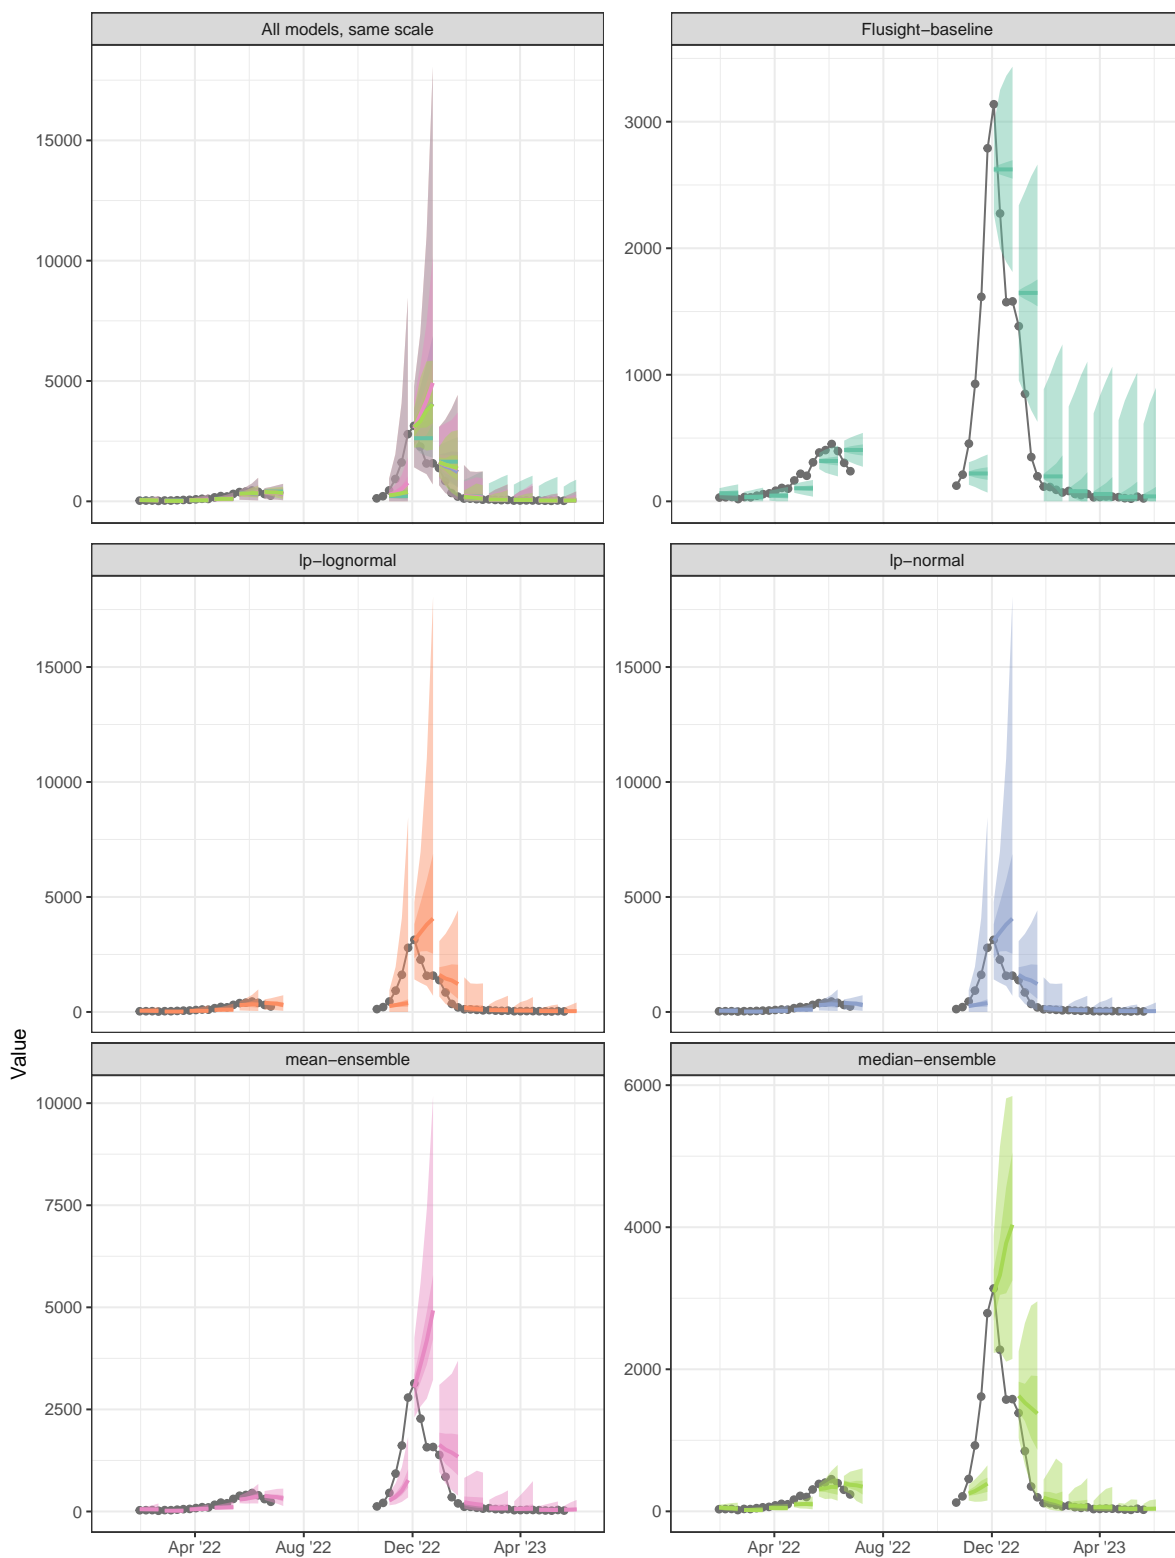 All models, same scale
Flusight−baseline
15000
10000
5000
0
3000
2000
1000
0
lp−lognormal
lp−normal
15000
10000
5000
0
15000
10000
5000
0
Value
mean−ensemble
median−ensemble
10000
7500
5000
2500
0
6000
4000
2000
0
Apr '22
Aug '22
Dec '22
Apr '23
Apr '22
Aug '22
Dec '22
Apr '23